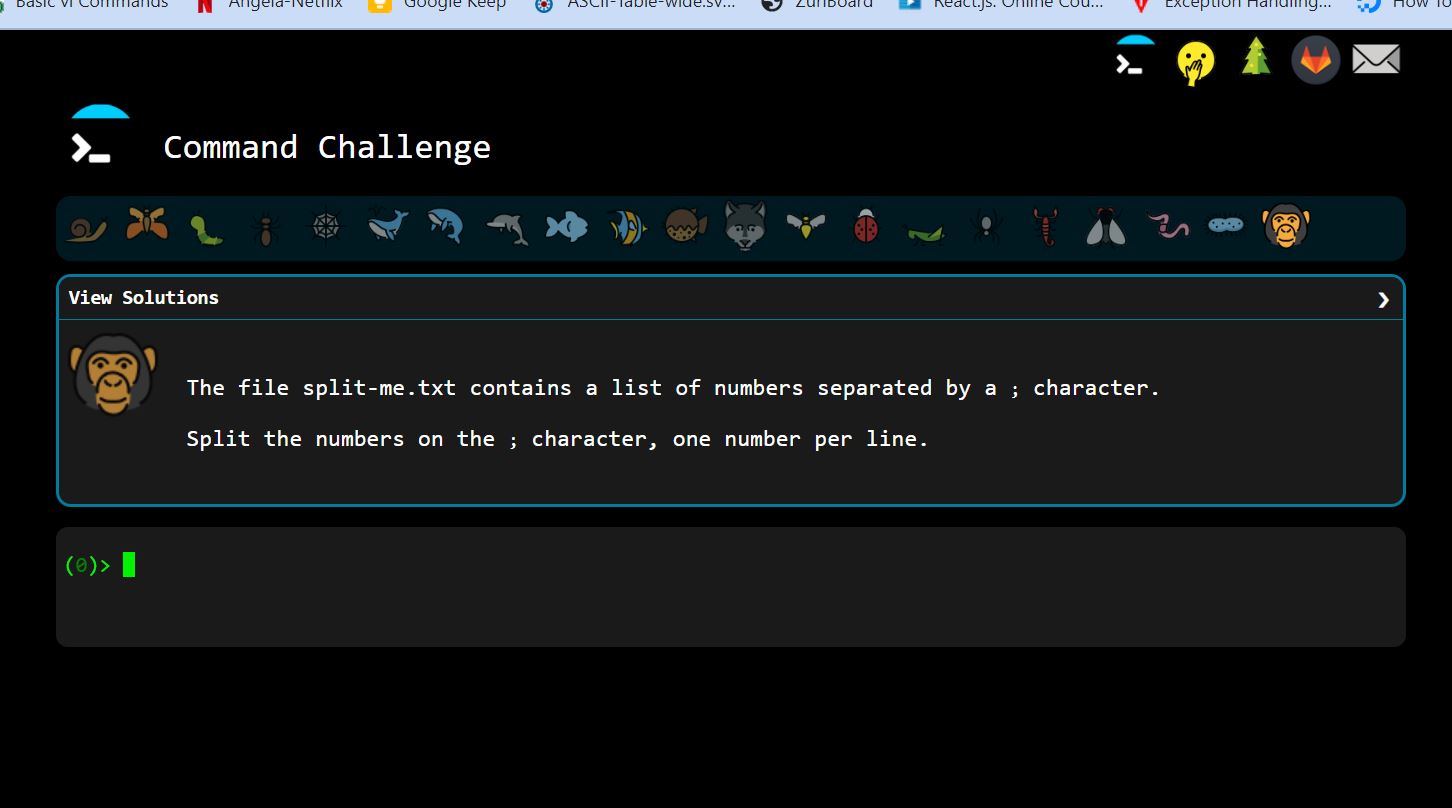 Basic vi Commands Angela-Netflix Google Keep ASCII-Table-wide.sv... ZuriBoard React.js: Online Cou... Exception Handling... How To
Command Challenge
View Solutions
The file split-me.txt contains a list of numbers separated by a ; character.
Split the numbers on the ; character, one number per line.
(0)>